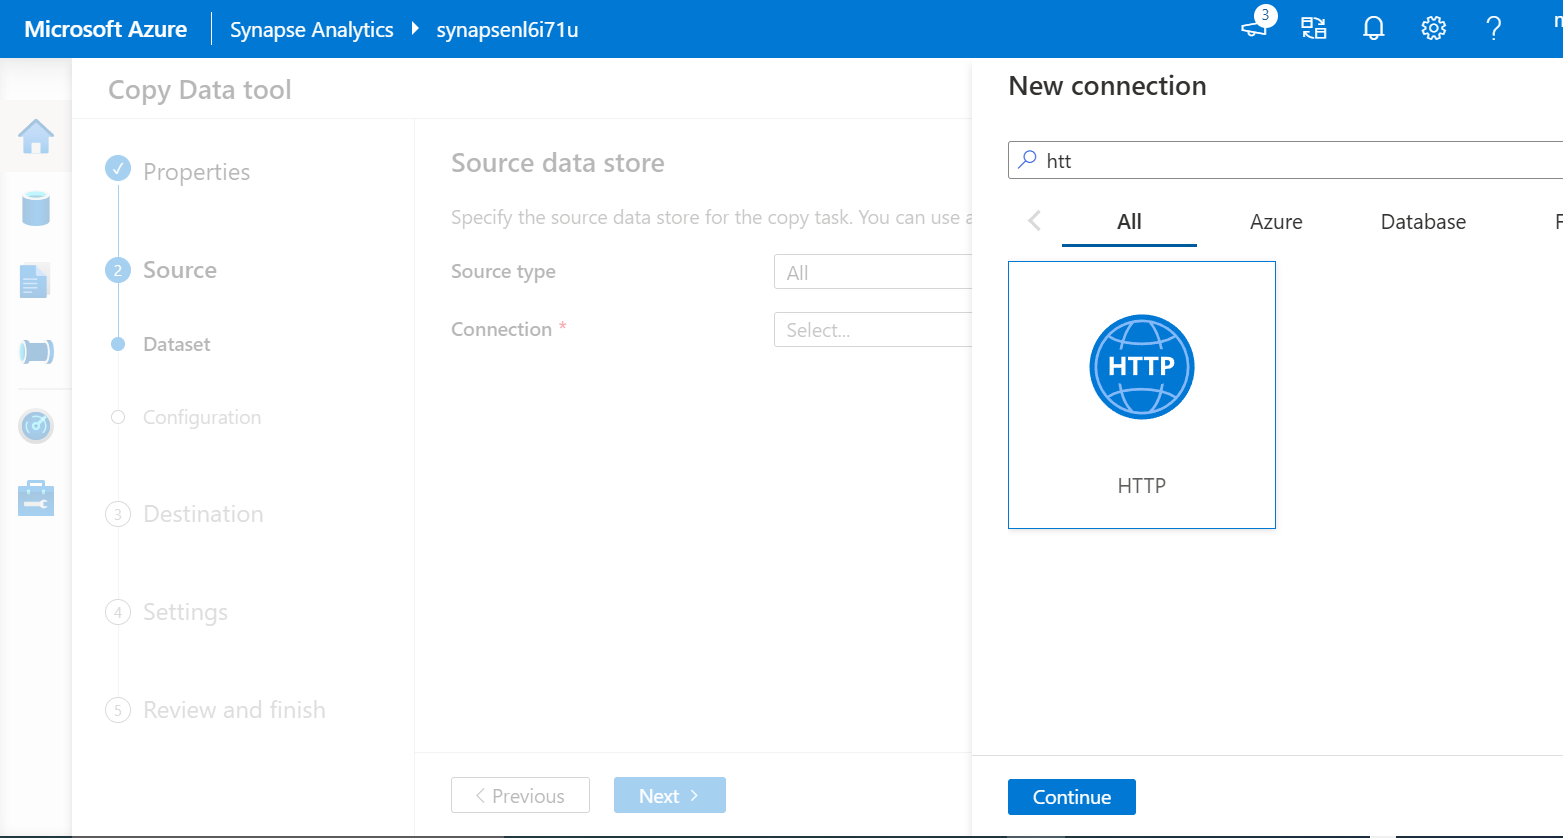 Microsoft Azure
Synapse Analytics
synapsenl6i71u
3
?
Copy Data tool
Properties
2
Source
Dataset
Configuration
3
Destination
4
Settings
5
Review and finish
Source data store
Specify the source data store for the copy task. You can use
Source type
All
Connection *
Select...
Previous
Next
New connection
htt
All
Azure
Database
HTTP
HTTP
Continue